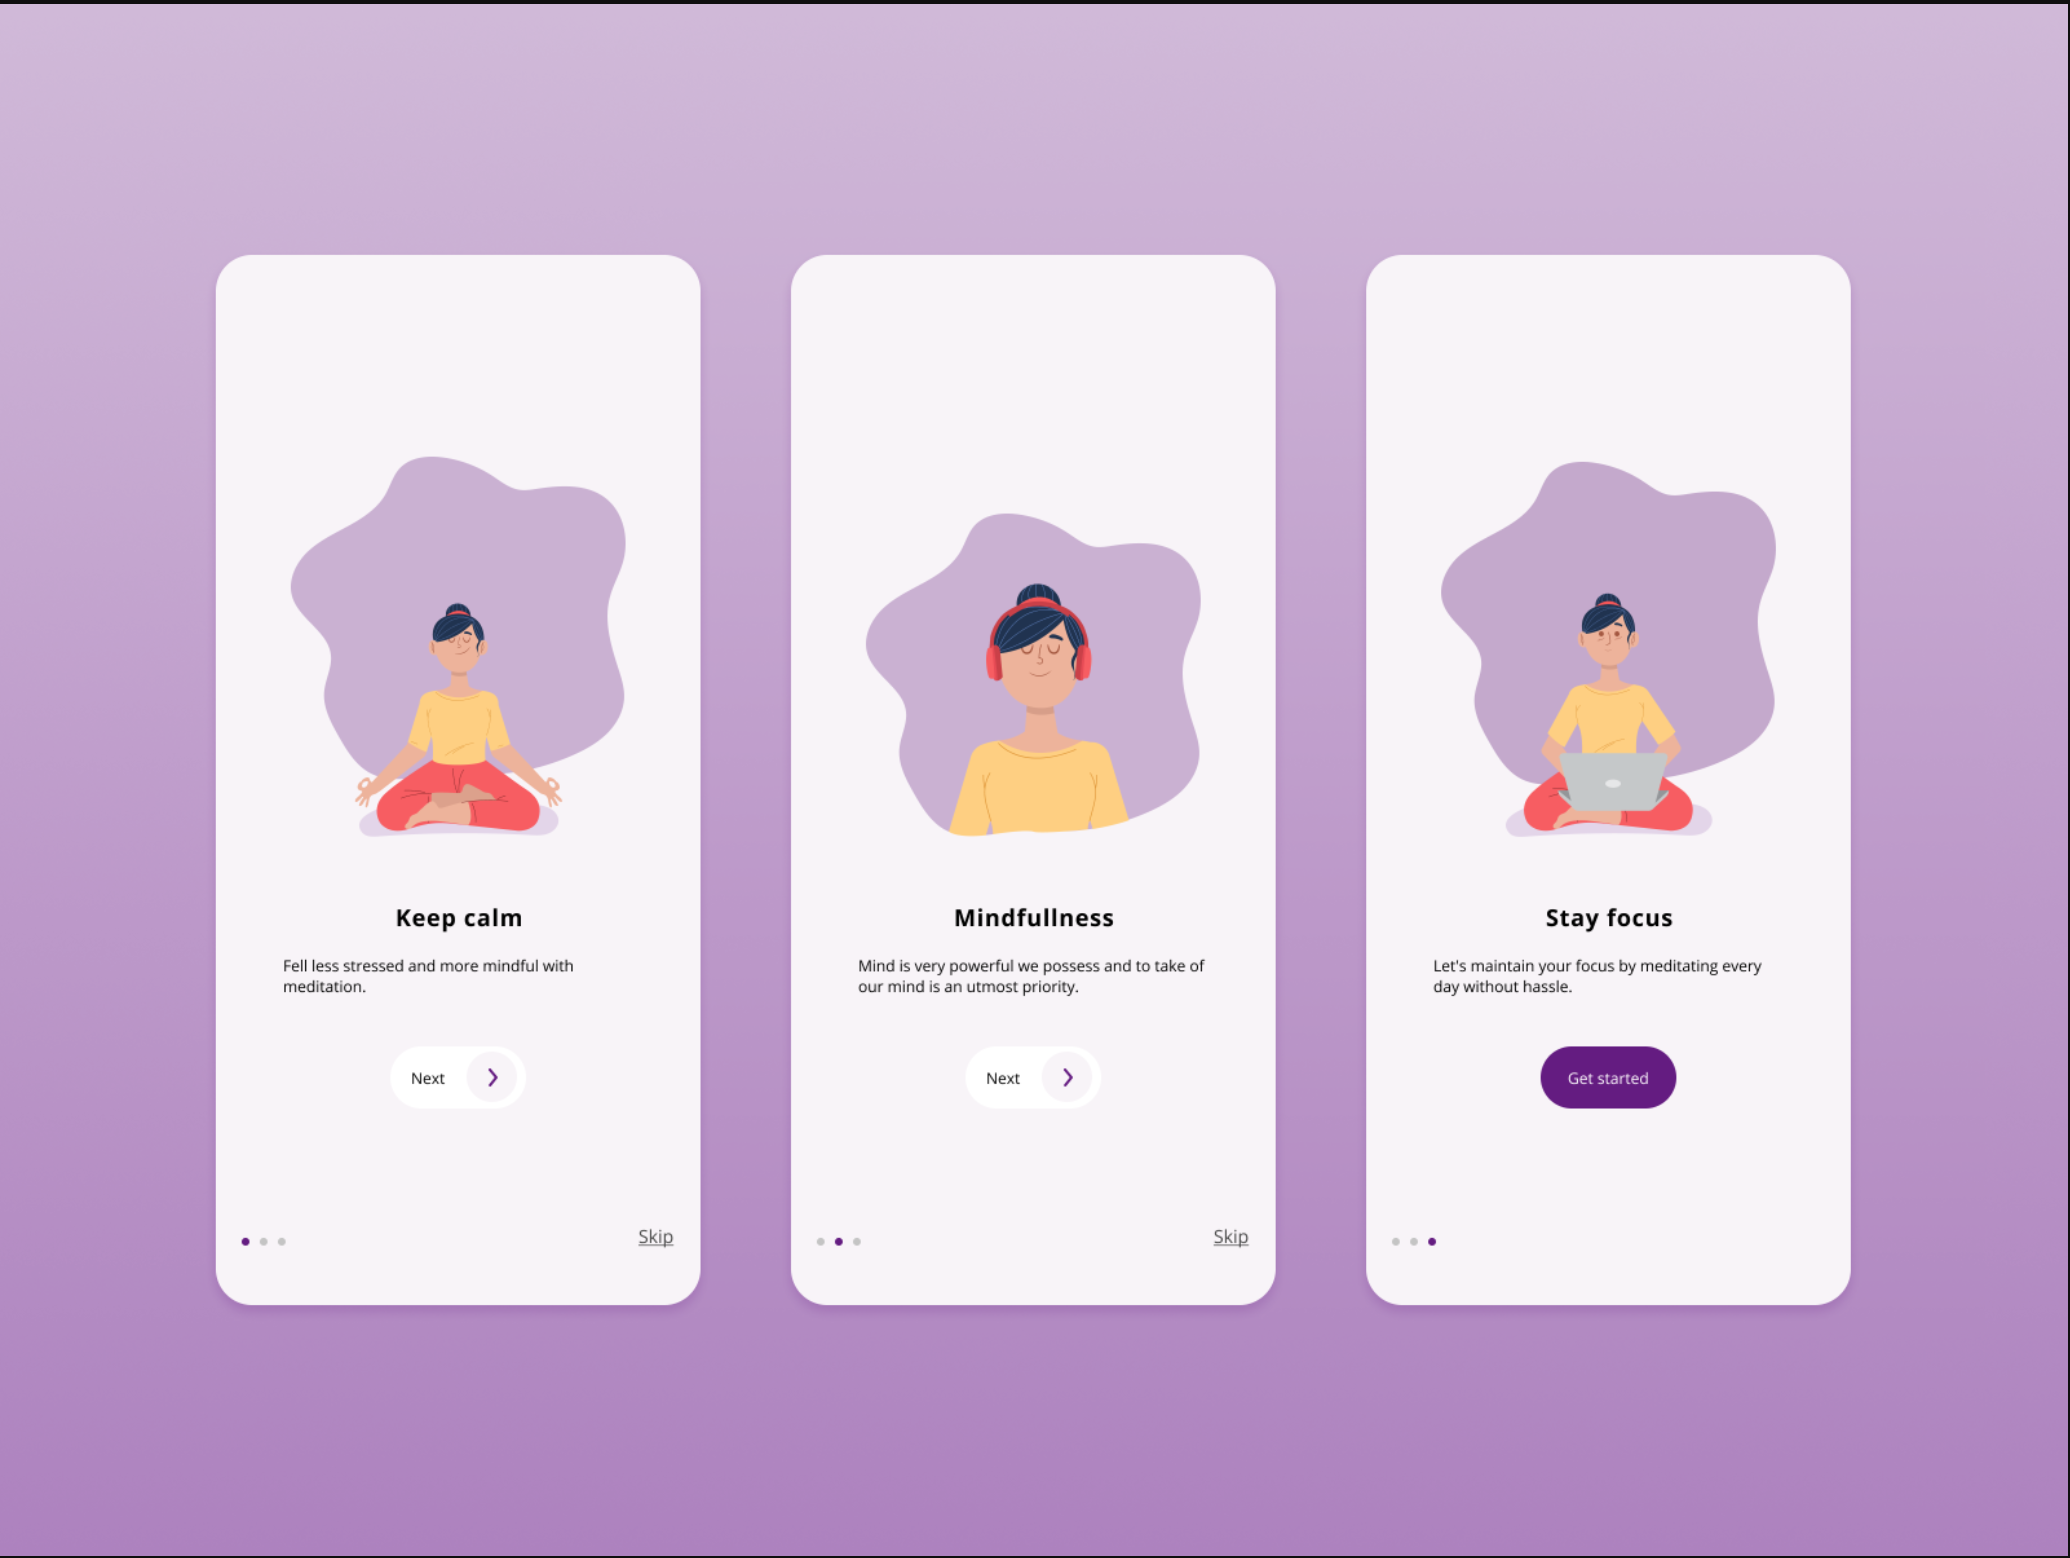 Keep calm
Fell less stressed and more mindful with
meditation.
Next
Skip
Mindfullness
Mind is very powerful we possess and to take of
our mind is an utmost priority.
Next
Skip
Stay focus
Let's maintain your focus by meditating every
day without hassle.
Get started